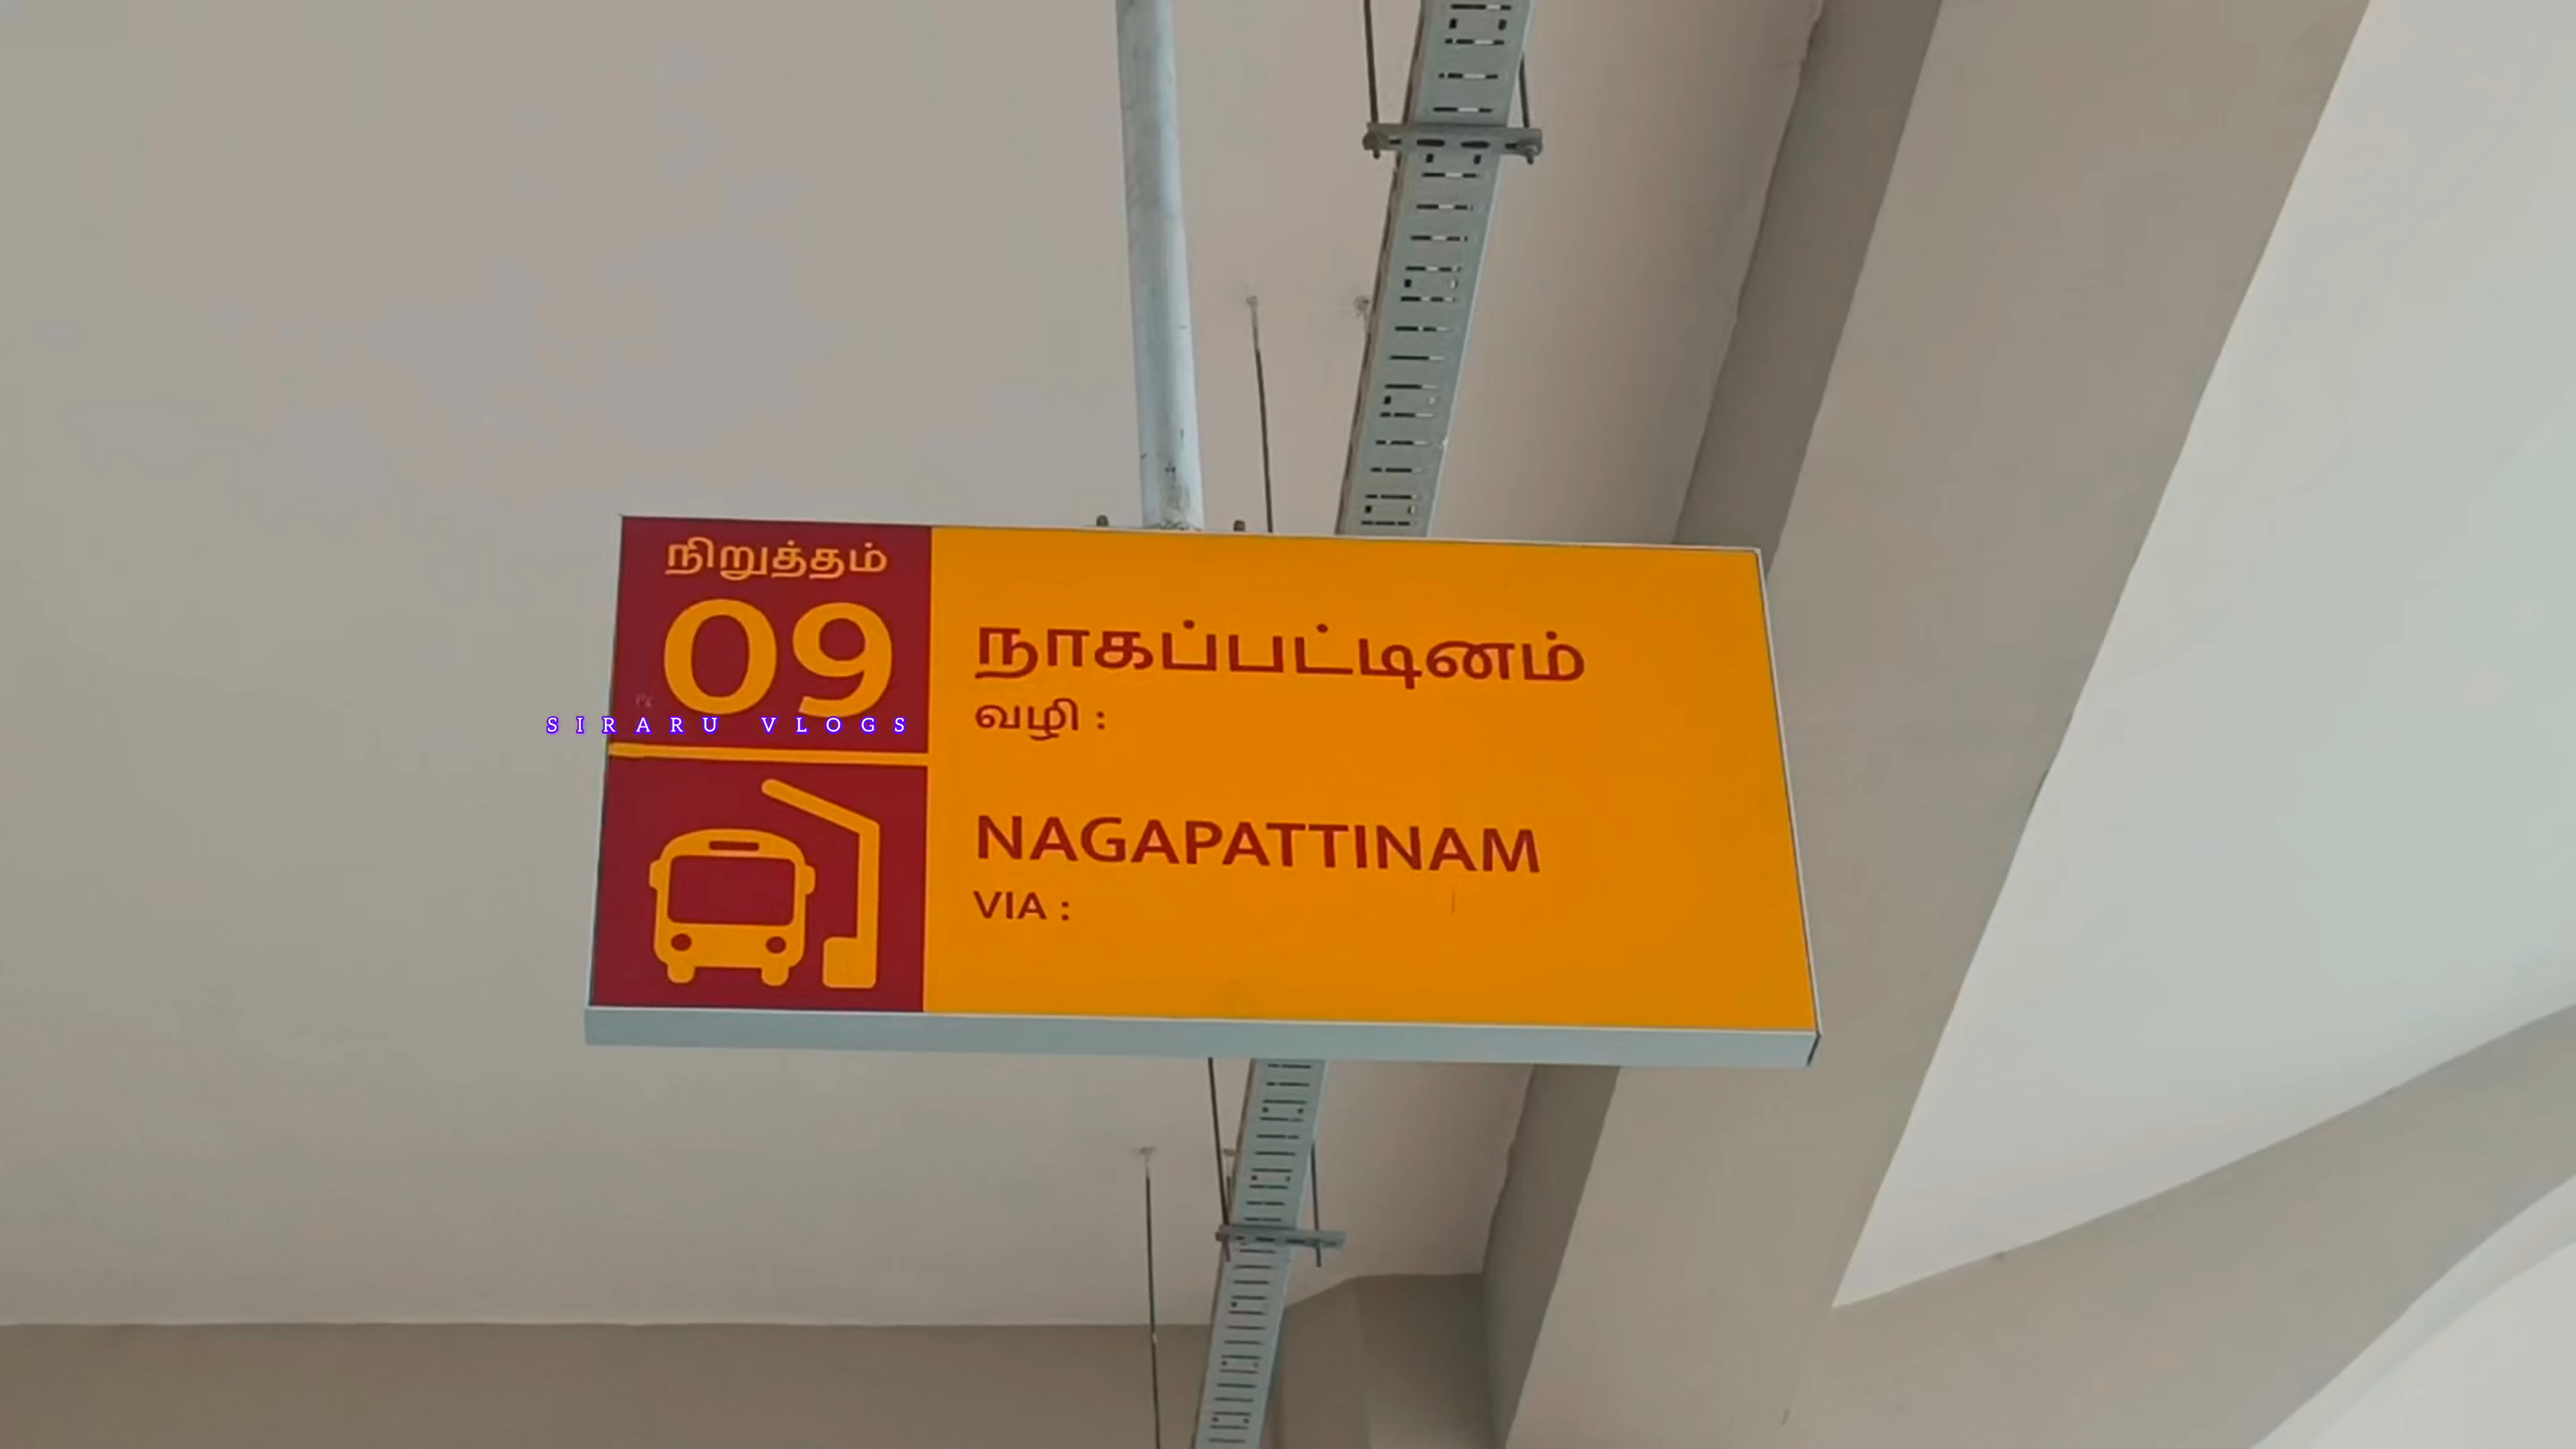 நிறுத்தம்
09
நாகப்பட்டினம்
வழி :
NAGAPATTINAM
VIA :
SIRARU VLOGS